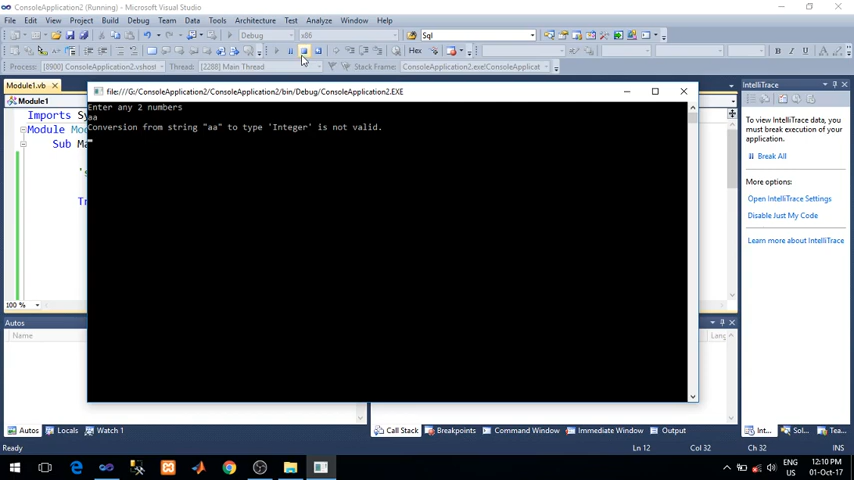 ConsoleApplication2 (Running) - Microsoft Visual Studio
File Edit View Project Build Debug Team Data Tools Architecture Test Analyze Window Help
Debug x86 Sql
Hex
Process: [8900] ConsoleApplication2.vshost Thread: [2288] Main Thread Stack Frame: ConsoleApplication2.exe!ConsoleApplicat
Module1.vb
Module1
Imports Sy
Module Mo
Sub Ma
Tr
100 %
file:///G:/ConsoleApplication2/ConsoleApplication2/bin/Debug/ConsoleApplication2.EXE
Enter any 2 numbers
aa
Conversion from string "aa" to type 'Integer' is not valid.
IntelliTrace
To view IntelliTrace data, you
must break execution of your
application.
Break All
More options:
Open IntelliTrace Settings
Disable Just My Code
Learn more about IntelliTrace
Autos
Name
Lang
Autos Locals Watch 1
Call Stack Breakpoints Command Window Immediate Window Output
Int... Sol... Tea...
Ready Ln 12 Col 32 Ch 32 INS
ENG 12:10 PM
US 01-Oct-17